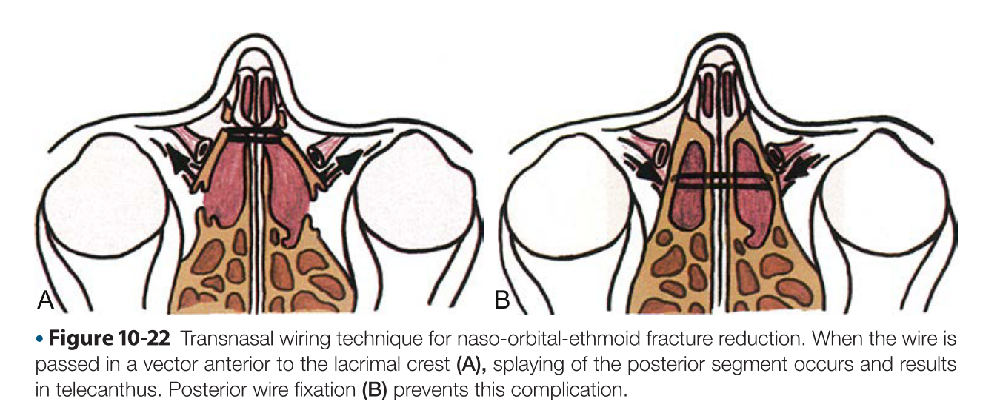 A
B
• Figure 10-22 Transnasal wiring technique for naso-orbital-ethmoid fracture reduction. When the wire is
passed in a vector anterior to the lacrimal crest (A), splaying of the posterior segment occurs and results
in telecanthus. Posterior wire fixation (B) prevents this complication.